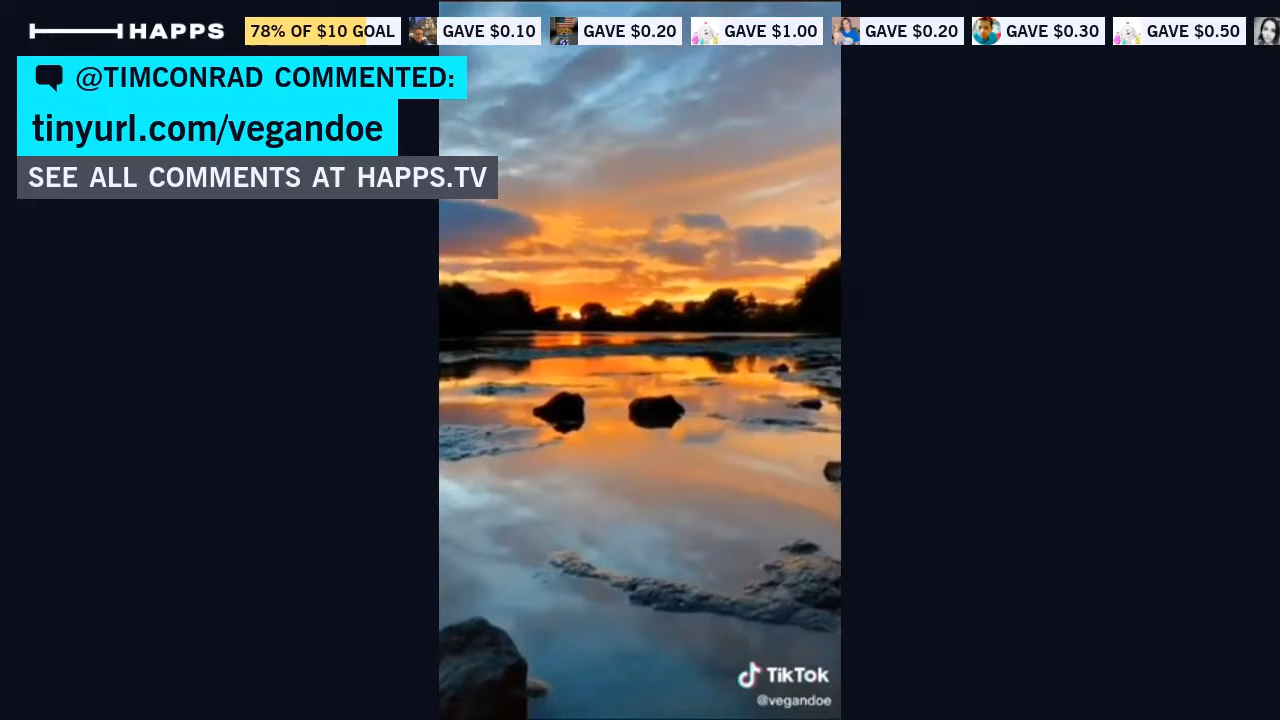 HAPPS
78% OF $10 GOAL
GAVE $0.10
GAVE $0.20
GAVE $1.00
GAVE $0.20
GAVE $0.30
GAVE $0.50
@TIMCONRAD COMMENTED:
tinyurl.com/vegandoe
SEE ALL COMMENTS AT HAPPS.TV
TikTok
@vegandoe